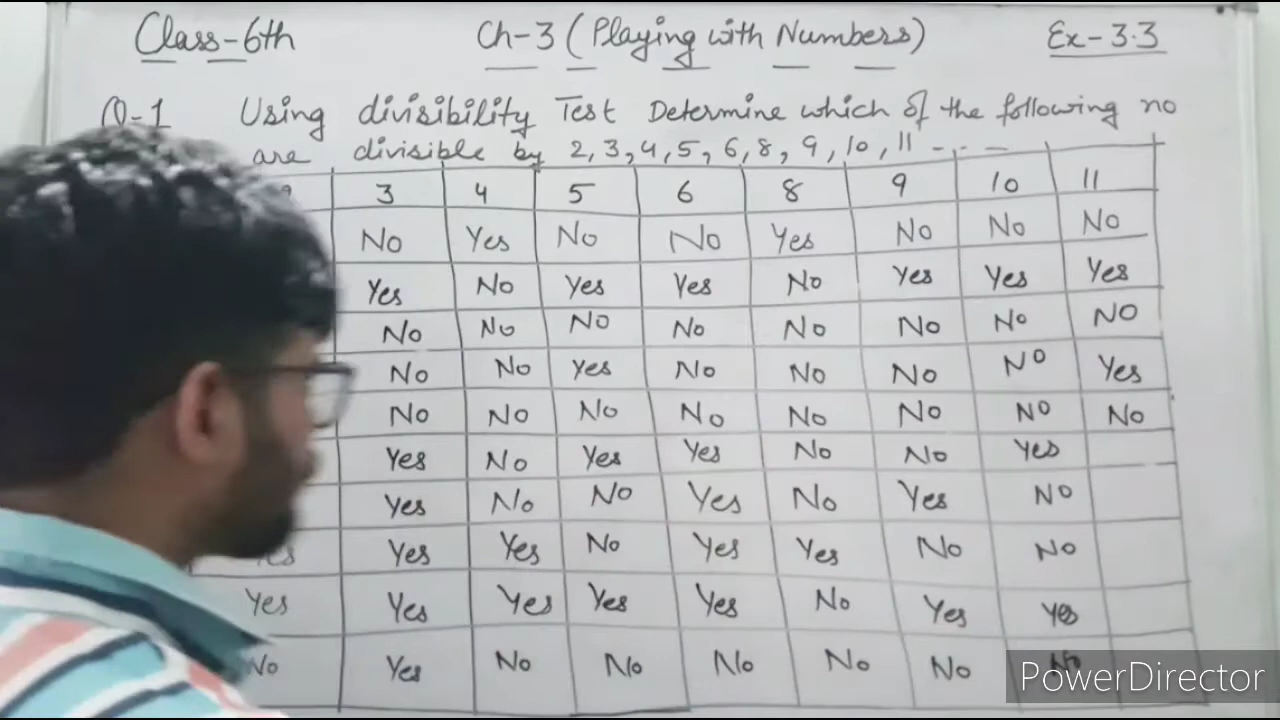 Class-6th Ch-3 (Playing with Numbers) Ex-3.3
Q-1 Using divisibility Test Determine which of the following no
are divisible by 2, 3, 4, 5, 6, 8, 9, 10, 11 - - -
3 4 5 6 8 9 10 11
No Yes No No Yes No No No
Yes No Yes Yes No Yes Yes Yes
No No No No No No No NO
No No Yes No No No NO Yes
No No No No No No NO No
Yes No Yes Yes No No Yes
Yes No No Yes No Yes NO
Yes Yes Yes No Yes Yes No No
Yes Yes Yes Yes Yes No Yes Yes
No Yes No No No No No No
PowerDirector